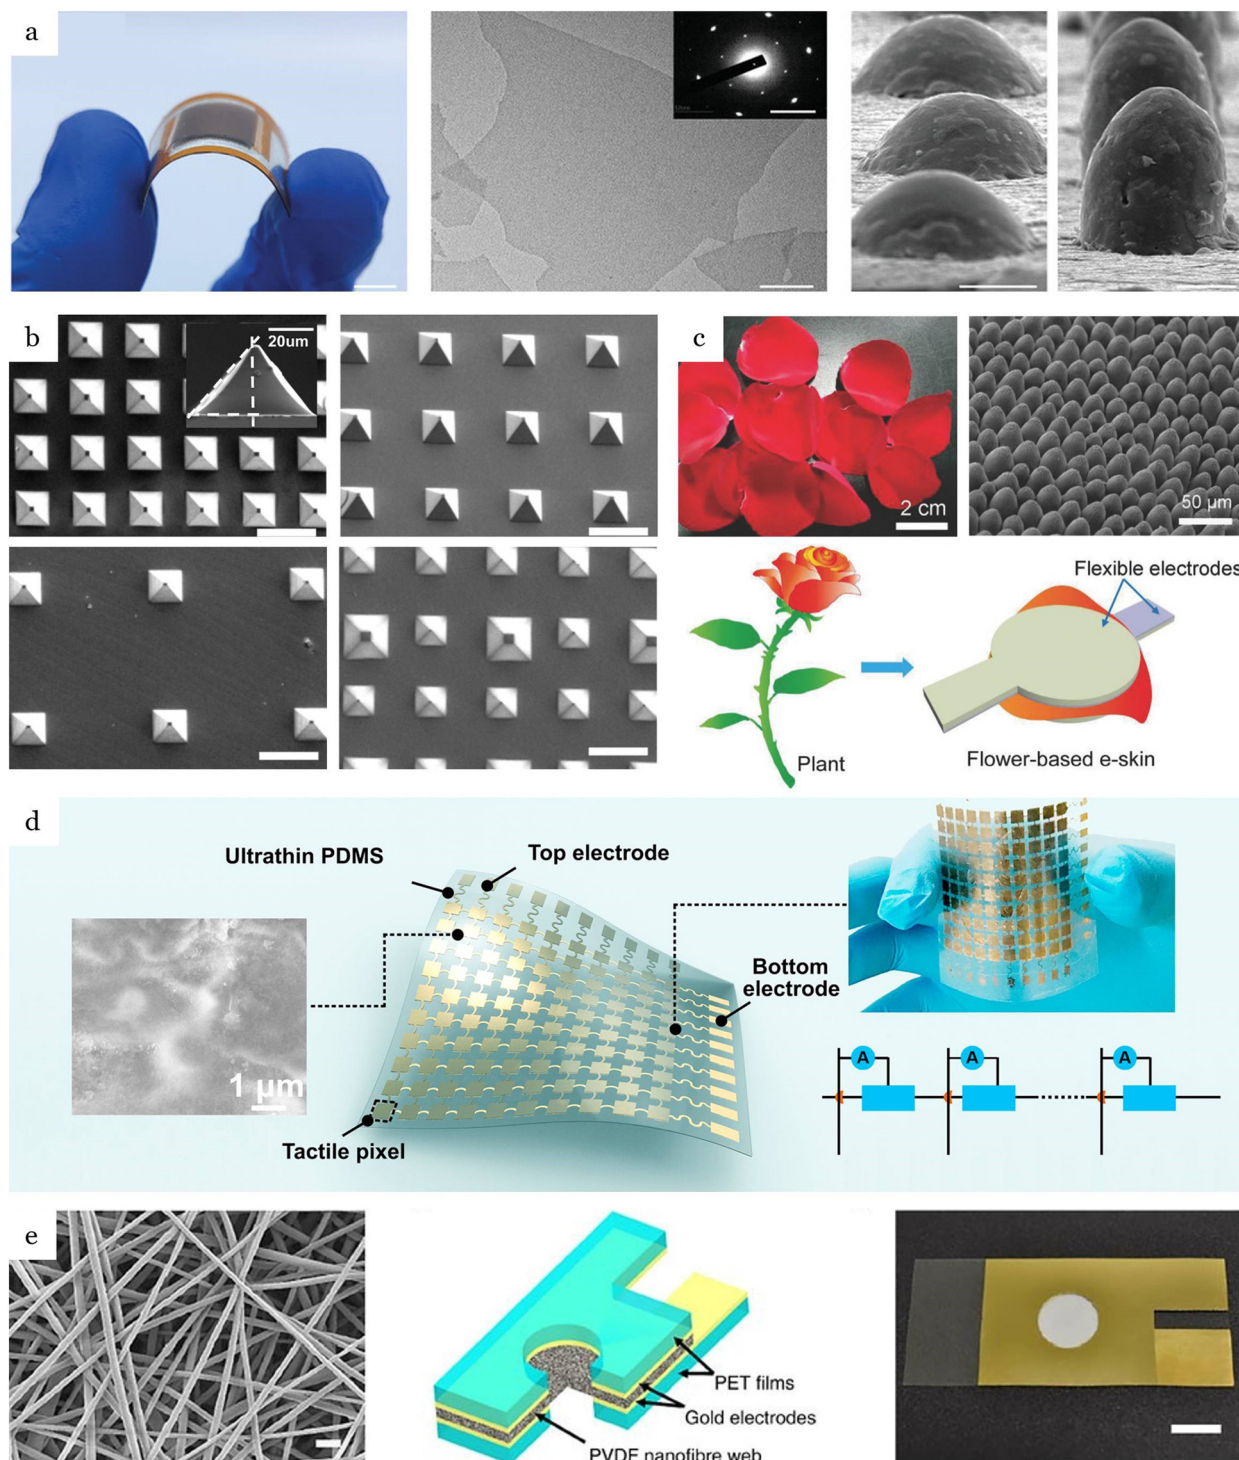 a
b
20um
c
2 cm
50 µm
Flexible electrodes
Plant
Flower-based e-skin
d
Ultrathin PDMS
Top electrode
Bottom
electrode
1 µm
Tactile pixel
A
A
A
e
PET films
Gold electrodes
PVDF nanofibre web